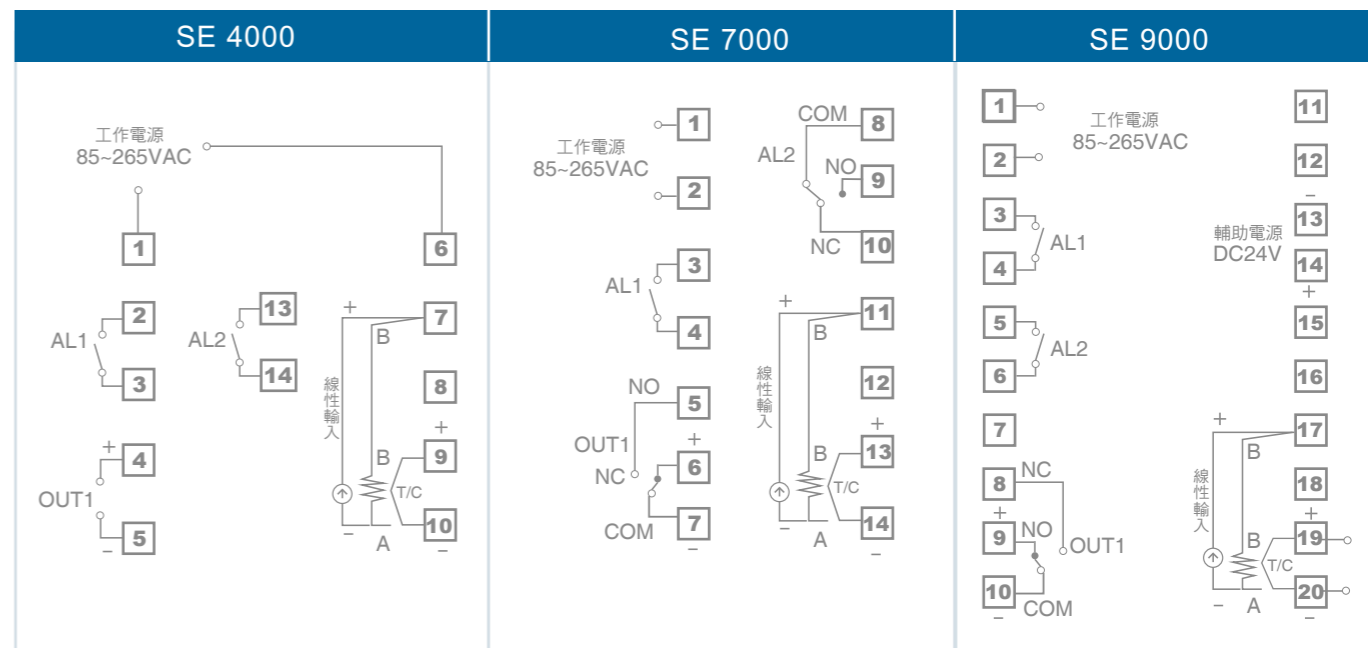 SE 4000
工作電源
85~265VAC
1
6
2
13
+
7
AL1
AL2
B
3
14
線性輸入
8
+
+
4
B
9
OUT1
T/C
–
5
–
A
10
–
SE 7000
工作電源
85~265VAC
1
2
COM
8
AL2
NO
9
NC
10
AL1
3
4
+
11
B
NO
5
線性輸入
12
OUT1
+
6
+
13
NC
B
T/C
COM
7
–
–
A
14
–
SE 9000
1
工作電源
85~265VAC
11
2
12
–
3
13
AL1
輔助電源
DC24V
4
14
+
5
15
AL2
6
16
7
+
17
B
8
NC
線性輸入
18
+
+
9
NO
OUT1
B
19
T/C
10
COM
–
–
A
20
–